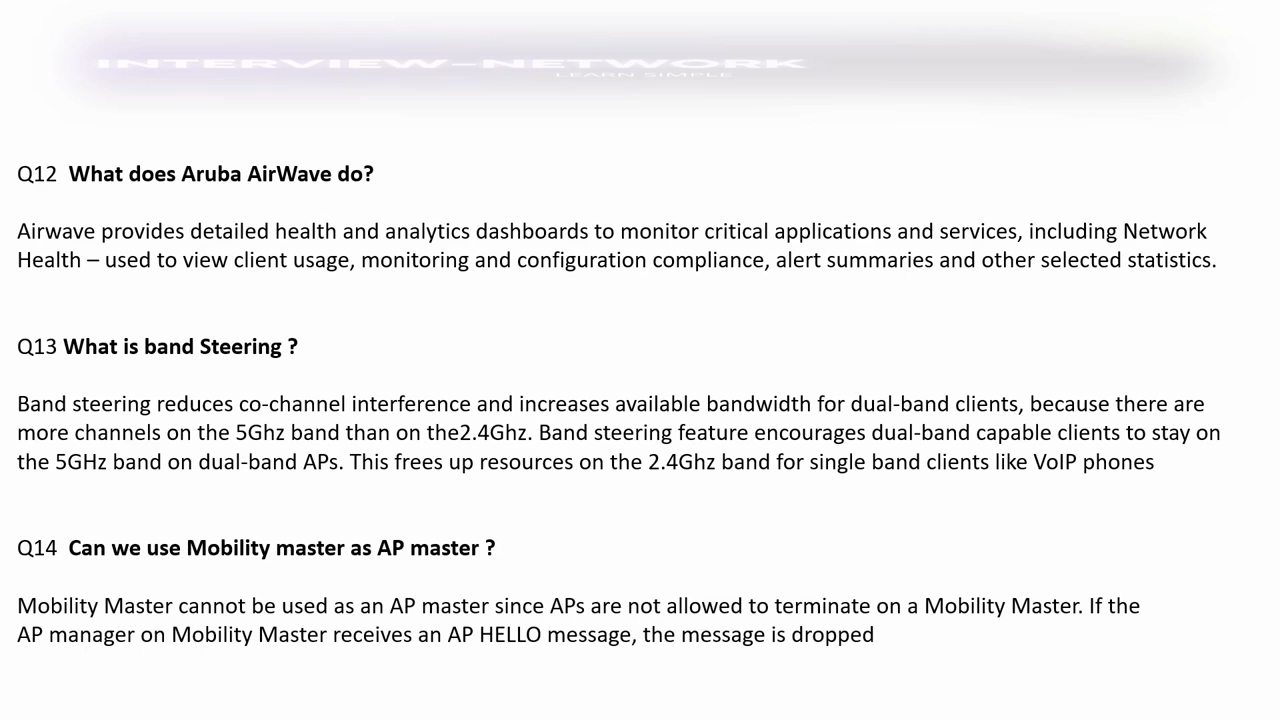 INTERVIEW-NETWORK
LEARN SIMPLE
Q12 What does Aruba AirWave do?
Airwave provides detailed health and analytics dashboards to monitor critical applications and services, including Network
Health – used to view client usage, monitoring and configuration compliance, alert summaries and other selected statistics.
Q13 What is band Steering ?
Band steering reduces co-channel interference and increases available bandwidth for dual-band clients, because there are
more channels on the 5Ghz band than on the2.4Ghz. Band steering feature encourages dual-band capable clients to stay on
the 5GHz band on dual-band APs. This frees up resources on the 2.4Ghz band for single band clients like VoIP phones
Q14 Can we use Mobility master as AP master ?
Mobility Master cannot be used as an AP master since APs are not allowed to terminate on a Mobility Master. If the
AP manager on Mobility Master receives an AP HELLO message, the message is dropped